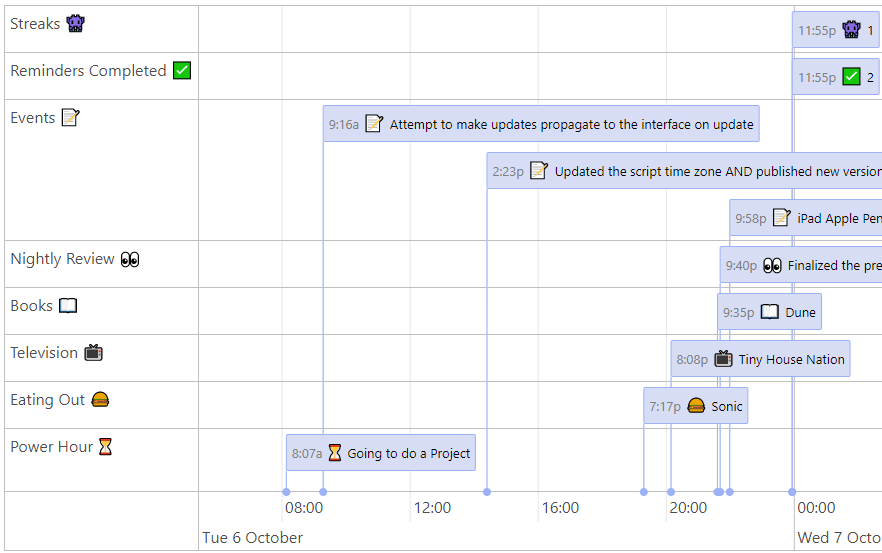 Streaks 👾
11:55p 👾 1
Reminders Completed ✅
11:55p ✅ 2
Events 📝
9:16a 📝 Attempt to make updates propagate to the interface on update
2:23p 📝 Updated the script time zone AND published new version
9:58p 📝 iPad Apple Pen
Nightly Review 👀
9:40p 👀 Finalized the pre
Books 📖
9:35p 📖 Dune
Television 📺
8:08p 📺 Tiny House Nation
Eating Out 🍔
7:17p 🍔 Sonic
Power Hour ⏳
8:07a ⏳ Going to do a Project
08:00 12:00 16:00 20:00 00:00
Tue 6 October Wed 7 Octo